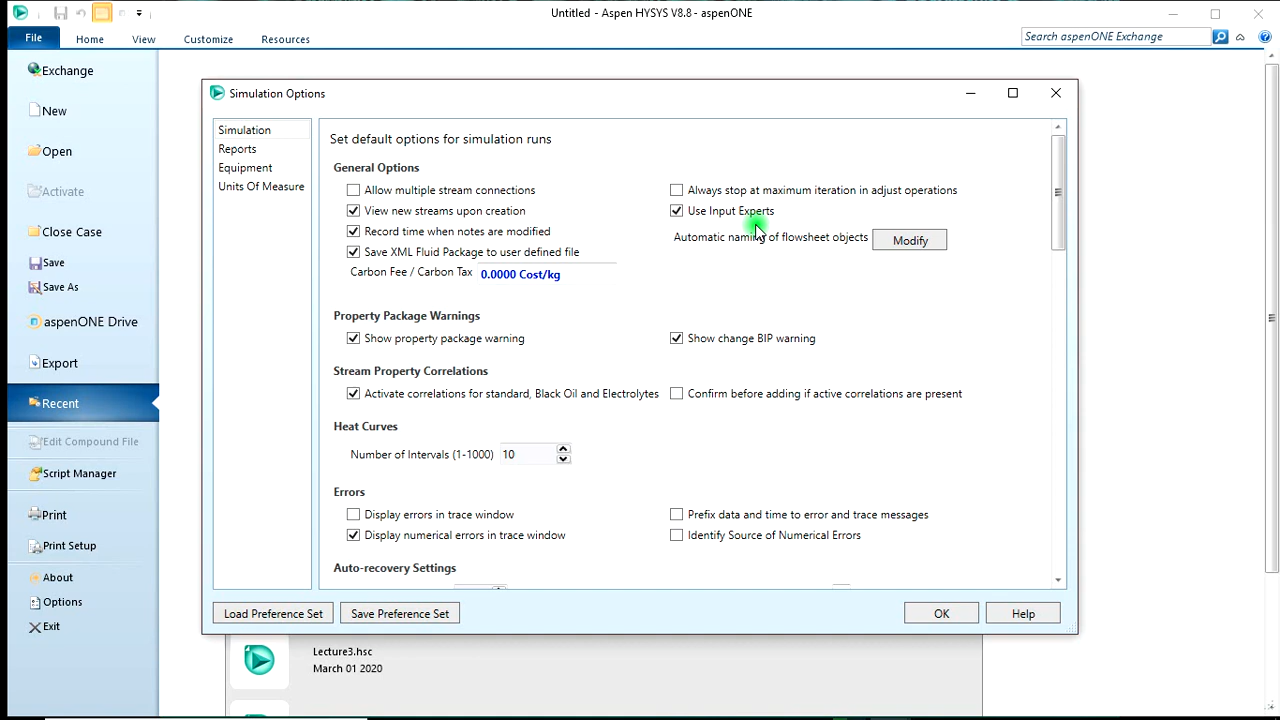 Untitled - Aspen HYSYS V8.8 - aspenONE
File
Home
View
Customize
Resources
Search aspenONE Exchange
Exchange
New
Open
Activate
Close Case
Save
Save As
aspenONE Drive
Export
Recent
Edit Compound File
Script Manager
Print
Print Setup
About
Options
Exit
Simulation Options
Simulation
Reports
Equipment
Units Of Measure
Set default options for simulation runs
General Options
Allow multiple stream connections
Always stop at maximum iteration in adjust operations
View new streams upon creation
Use Input Experts
Record time when notes are modified
Automatic naming of flowsheet objects
Modify
Save XML Fluid Package to user defined file
Carbon Fee / Carbon Tax 0.0000 Cost/kg
Property Package Warnings
Show property package warning
Show change BIP warning
Stream Property Correlations
Activate correlations for standard, Black Oil and Electrolytes
Confirm before adding if active correlations are present
Heat Curves
Number of Intervals (1-1000) 10
Errors
Display errors in trace window
Prefix data and time to error and trace messages
Display numerical errors in trace window
Identify Source of Numerical Errors
Auto-recovery Settings
Load Preference Set
Save Preference Set
OK
Help
Lecture3.hsc
March 01 2020